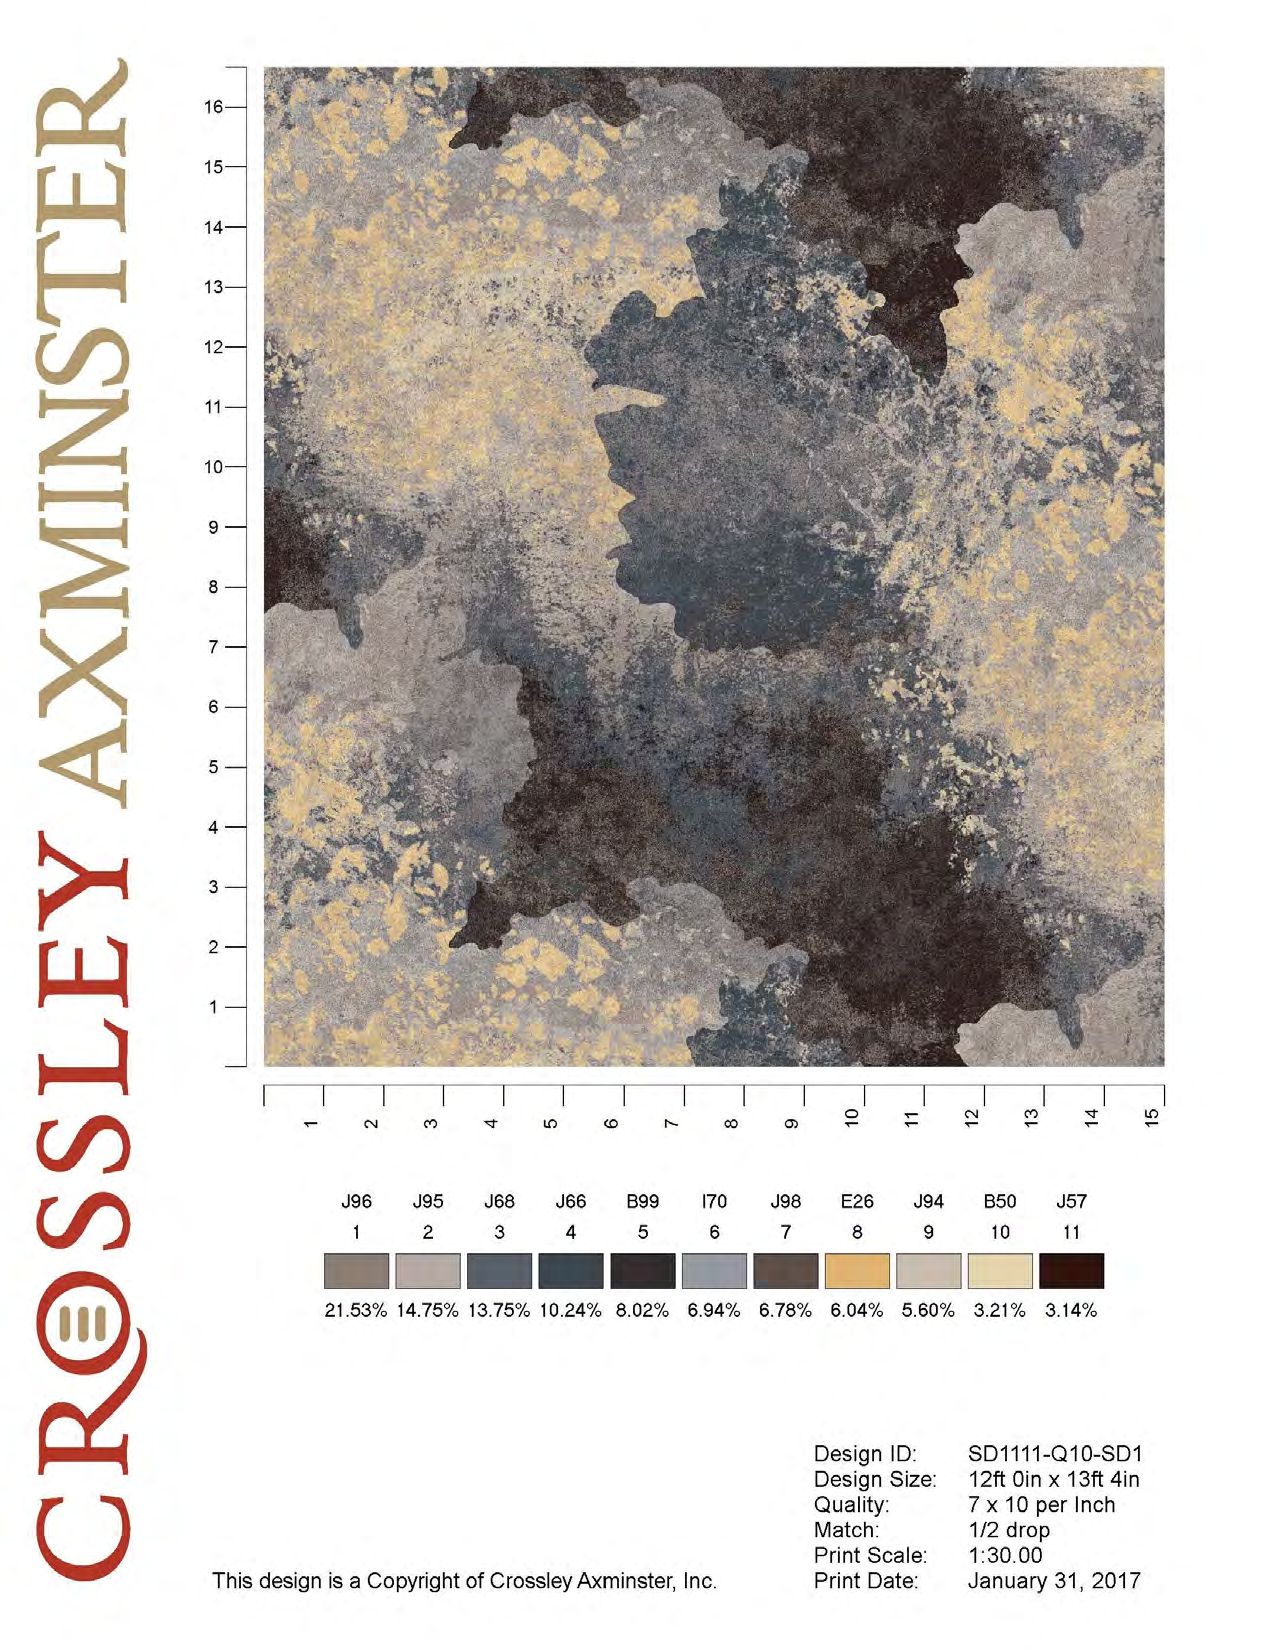 CROSSLEY AXMINSTER
16
15
14
13
12
11
10
9
8
7
6
5
4
3
2
1
1 2 3 4 5 6 7 8 9 10 11 12 13 14 15
J96 J95 J68 J66 B99 I70 J98 E26 J94 B50 J57
1 2 3 4 5 6 7 8 9 10 11
21.53% 14.75% 13.75% 10.24% 8.02% 6.94% 6.78% 6.04% 5.60% 3.21% 3.14%
Design ID: SD1111-Q10-SD1
Design Size: 12ft 0in x 13ft 4in
Quality: 7 x 10 per Inch
Match: 1/2 drop
Print Scale: 1:30.00
This design is a Copyright of Crossley Axminster, Inc. Print Date: January 31, 2017